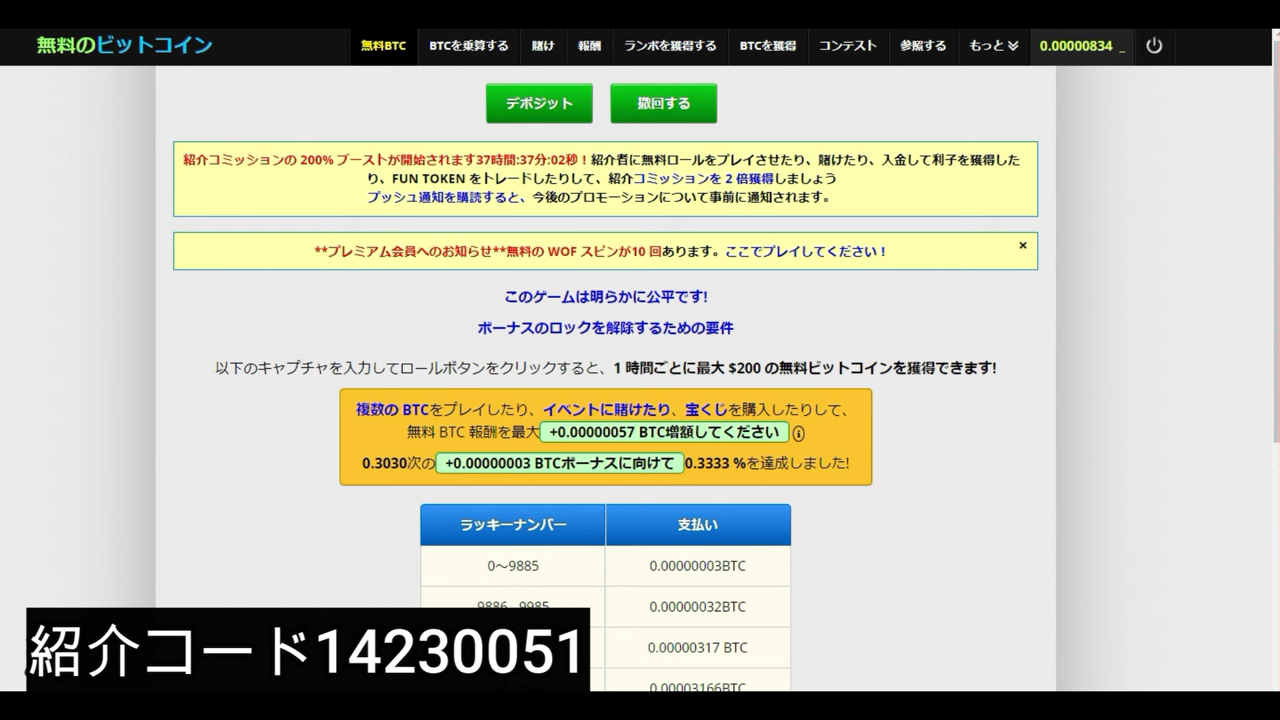 無料のビットコイン
無料BTC BTCを乗算する 賭け 報酬 ランボを獲得する BTCを獲得 コンテスト 参照する もっと 0.00000834
デポジット 撤回する
紹介コミッションの 200% ブーストが開始されます37時間:37分:02秒！紹介者に無料ロールをプレイさせたり、賭けたり、入金して利子を獲得した
り、FUN TOKEN をトレードしたりして、紹介コミッションを 2 倍獲得しましょう
プッシュ通知を購読すると、今後のプロモーションについて事前に通知されます。
**プレミアム会員へのお知らせ**無料の WOF スピンが10 回あります。ここでプレイしてください！
このゲームは明らかに公平です!
ボーナスのロックを解除するための要件
以下のキャプチャを入力してロールボタンをクリックすると、1 時間ごとに最大 $200 の無料ビットコインを獲得できます!
複数の BTCをプレイしたり、イベントに賭けたり、宝くじを購入したりして、
無料 BTC 報酬を最大 +0.00000057 BTC増額してください
0.3030次の +0.00000003 BTCボーナスに向けて 0.3333 %を達成しました!
ラッキーナンバー 支払い
0〜9885 0.00000003BTC
9886 9985 0.00000032BTC
0.00000317 BTC
0.00003166BTC
紹介コード14230051